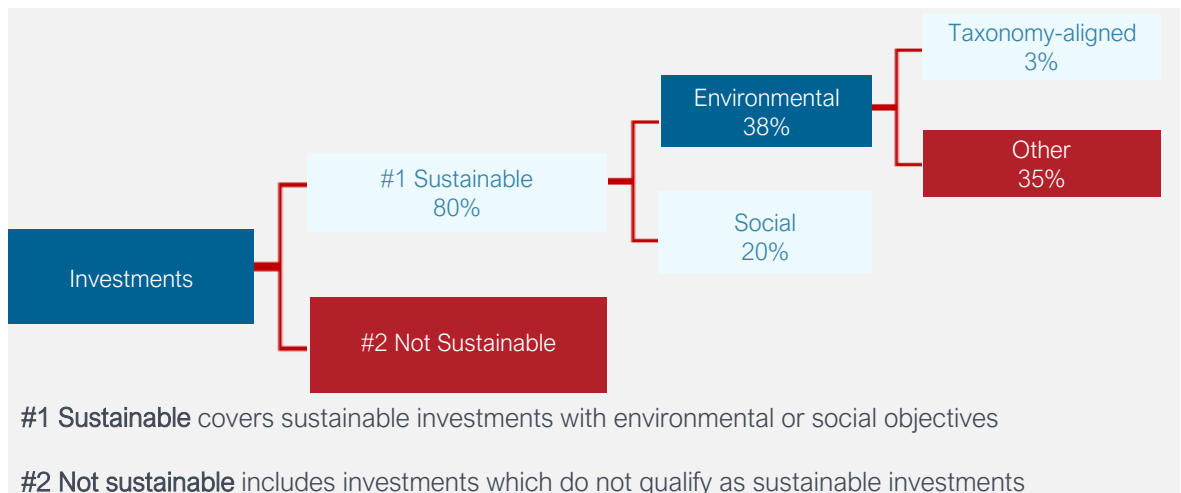 Taxonomy-aligned
3%
Environmental
38%
Other
35%
#1 Sustainable
80%
Social
20%
Investments
#2 Not Sustainable
#1 Sustainable covers sustainable investments with environmental or social objectives
#2 Not sustainable includes investments which do not qualify as sustainable investments